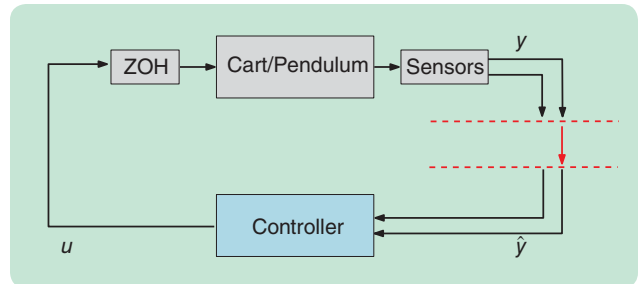 y
ZOH
Cart/Pendulum
Sensors
Controller
u
ŷ